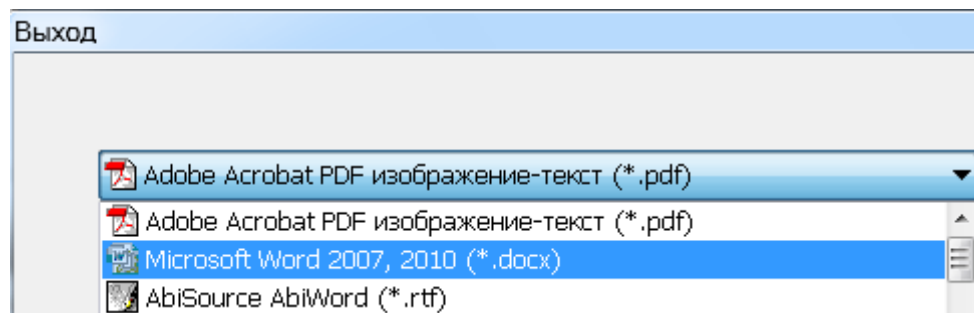 Выход
Adobe Acrobat PDF изображение-текст (*.pdf)
Adobe Acrobat PDF изображение-текст (*.pdf)
Microsoft Word 2007, 2010 (*.docx)
AbiSource AbiWord (*.rtf)